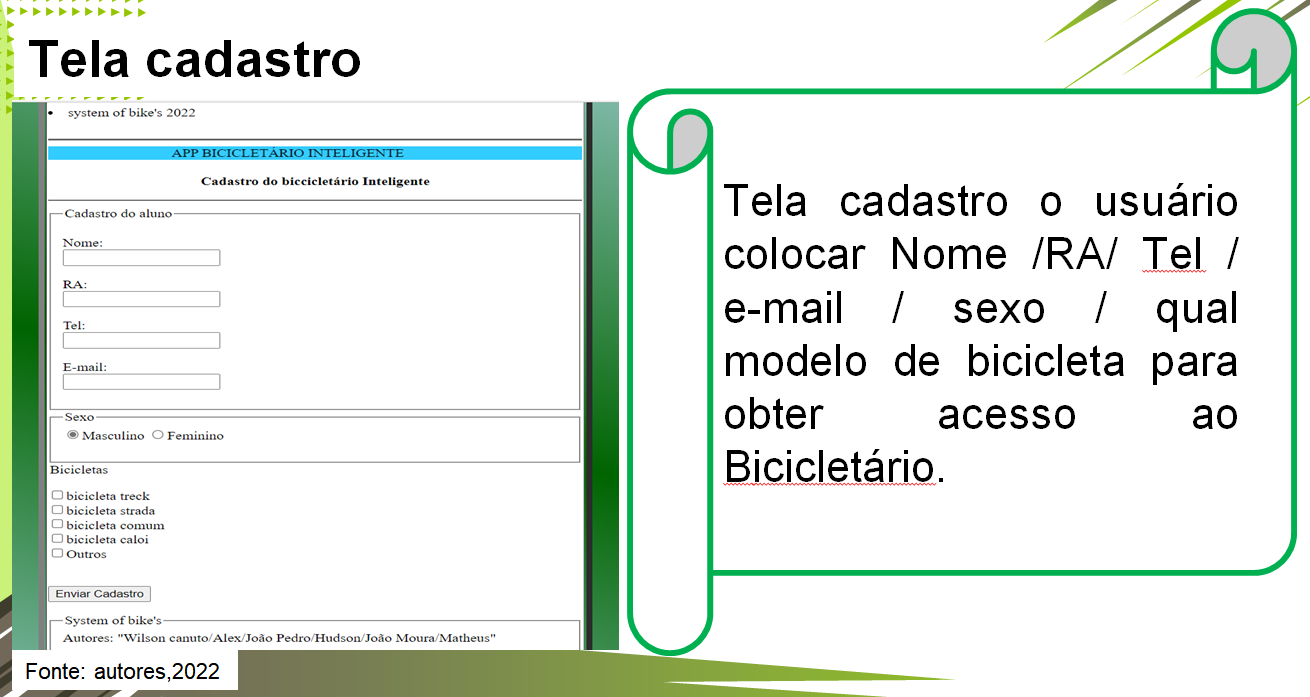 Tela cadastro
system of bike's 2022
APP BICICLETÁRIO INTELIGENTE
Cadastro do biccicletário Inteligente
Cadastro do aluno
Nome:
RA:
Tel:
E-mail:
Sexo
Masculino Feminino
Bicicletas
bicicleta treck
bicicleta strada
bicicleta comum
bicicleta caloi
Outros
Enviar Cadastro
System of bike's
Autores: "Wilson canuto/Alex/João Pedro/Hudson/João Moura/Matheus"
Fonte: autores,2022
Tela cadastro o usuário
colocar Nome /RA/ Tel /
e-mail / sexo / qual
modelo de bicicleta para
obter acesso ao
Bicicletário.